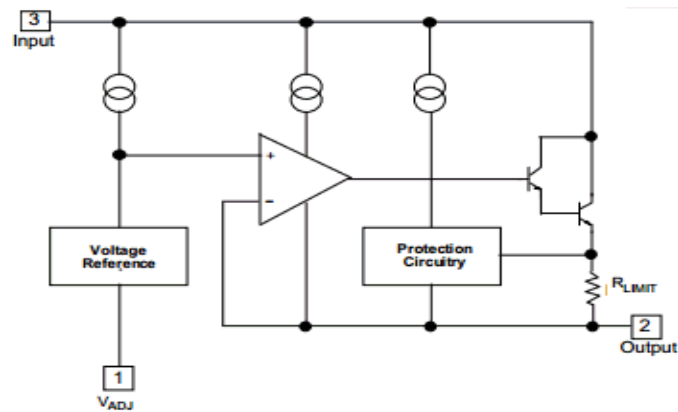 3
Input
+
−
Voltage
Reference
Protection
Circuitry
RLIMIT
2
Output
1
VADJ